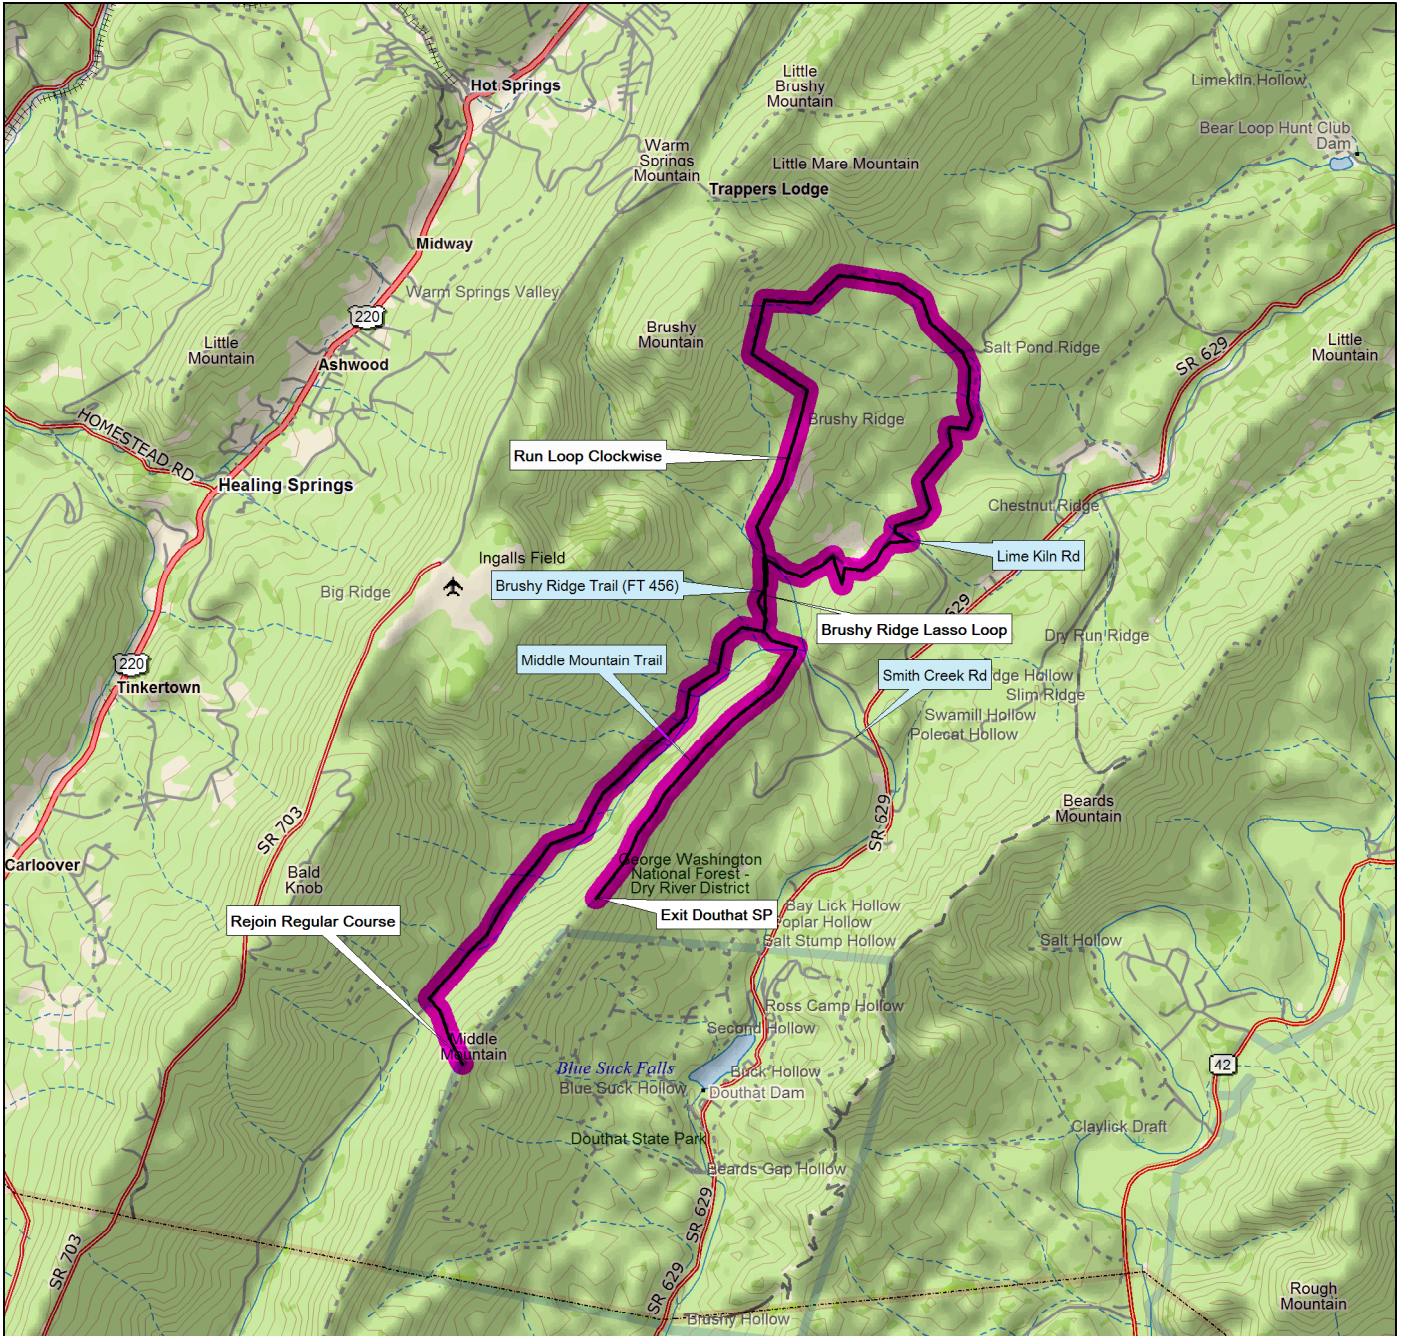 Hot Springs
Little
Brushy
Mountain
Limekiln Hollow
Bear Loop Hunt Club
Dam
Warm
Springs
Mountain
Little Mare Mountain
Trappers Lodge
Midway
Warm Springs Valley
220
Little
Mountain
Ashwood
Brushy
Mountain
Salt Pond Ridge
SR 629
Little
Mountain
HOMESTEAD RD
Brushy Ridge
Run Loop Clockwise
Healing Springs
Chestnut Ridge
Ingalls Field
Lime Kiln Rd
Big Ridge
Brushy Ridge Trail (FT 456)
629
Brushy Ridge Lasso Loop
Dry Run Ridge
220
Tinkertown
Middle Mountain Trail
Smith Creek Rd
dge Hollow
Slim Ridge
Swamill Hollow
Polecat Hollow
SR 703
SR 629
Beards
Mountain
Carloover
Bald
Knob
George Washington
National Forest -
Dry River District
Rejoin Regular Course
Exit Douthat SP
Bay Lick Hollow
oplar Hollow
Salt Stump Hollow
Salt Hollow
Ross Camp Hollow
Second Hollow
Middle
Mountain
Blue Suck Falls
Blue Suck Hollow
Buck Hollow
Douthat Dam
42
Claylick Draft
Douthat State Park
Beards Gap Hollow
SR 629
SR 703
SR 629
Rough
Mountain
Brushy Hollow